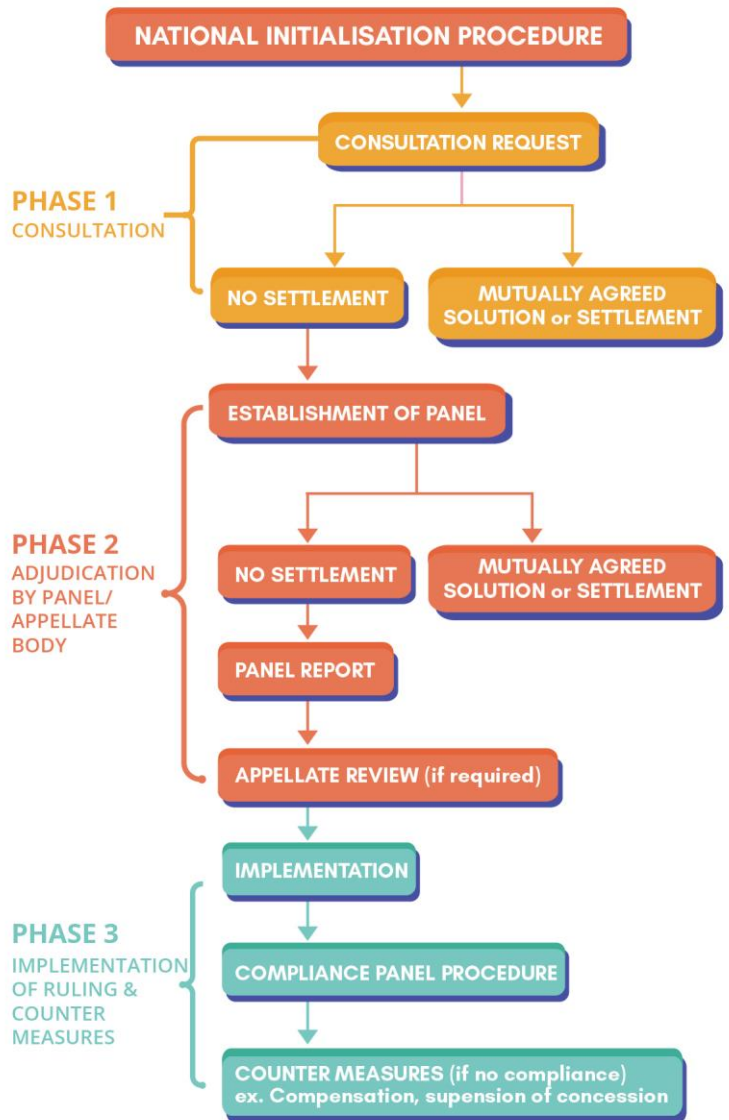 NATIONAL INITIALISATION PROCEDURE
CONSULTATION REQUEST
PHASE 1
CONSULTATION
NO SETTLEMENT
MUTUALLY AGREED
SOLUTION or SETTLEMENT
ESTABLISHMENT OF PANEL
PHASE 2
ADJUDICATION
BY PANEL/
APPELLATE
BODY
NO SETTLEMENT
MUTUALLY AGREED
SOLUTION or SETTLEMENT
PANEL REPORT
APPELLATE REVIEW (if required)
IMPLEMENTATION
PHASE 3
IMPLEMENTATION
OF RULING &
COUNTER
MEASURES
COMPLIANCE PANEL PROCEDURE
COUNTER MEASURES (if no compliance)
ex. Compensation, supension of concession